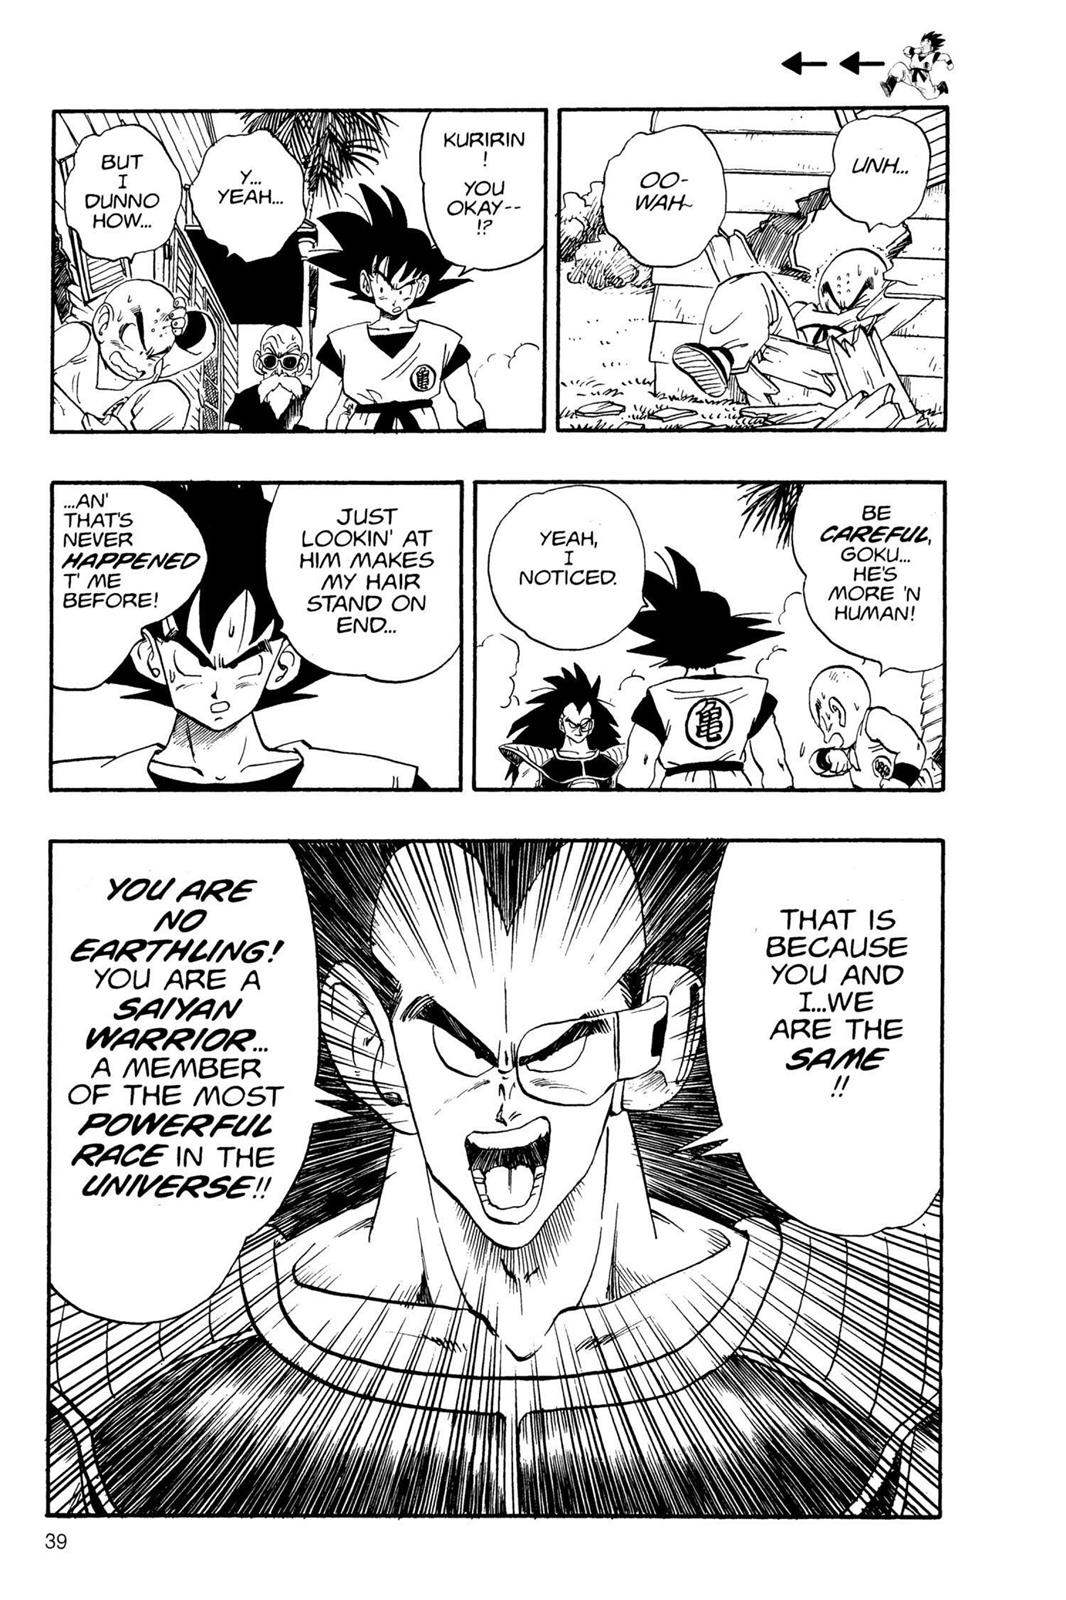 UNH...
OO-
WAH~
KURIRIN
!
YOU
OKAY--
!?
Y...
YEAH...
BUT
I
DUNNO
HOW...
亀
BE
CAREFUL,
GOKU...
HE'S
MORE 'N
HUMAN!
YEAH,
I
NOTICED.
亀
亀
JUST
LOOKIN' AT
HIM MAKES
MY HAIR
STAND ON
END...
...AN'
THAT'S
NEVER
HAPPENED
T' ME
BEFORE!
THAT IS
BECAUSE
YOU AND
I...WE
ARE THE
SAME
!!
YOU ARE
NO
EARTHLING!
YOU ARE A
SAIYAN
WARRIOR...
A MEMBER
OF THE MOST
POWERFUL
RACE IN THE
UNIVERSE!!
39